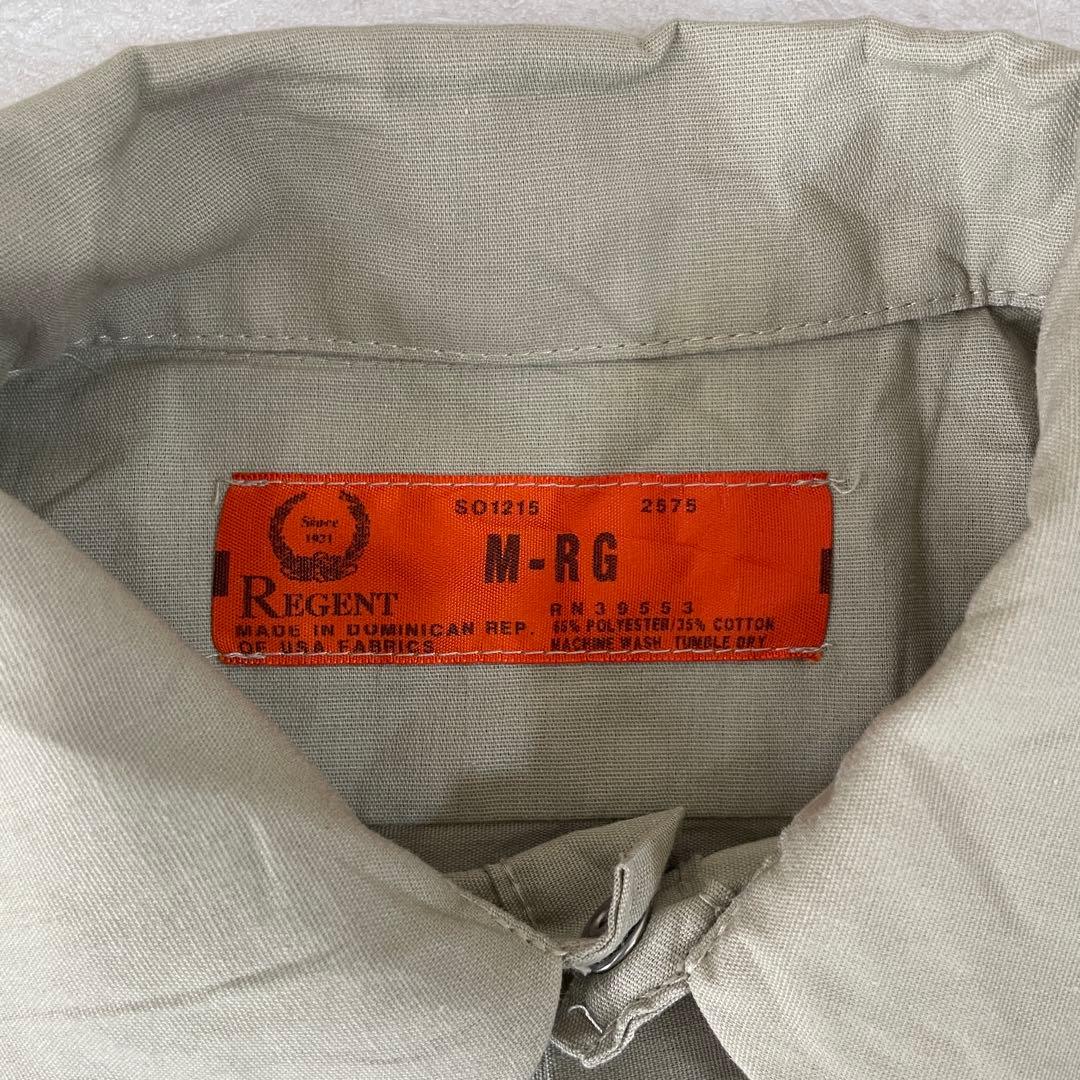 SO1215 2575
Since
1921
M-RG
REGENT
RN39553
MADE IN DOMINICAN REP.
OF USA FABRICS
65% POLYESTER/35% COTTON
MACHINE WASH TUMBLE DRY